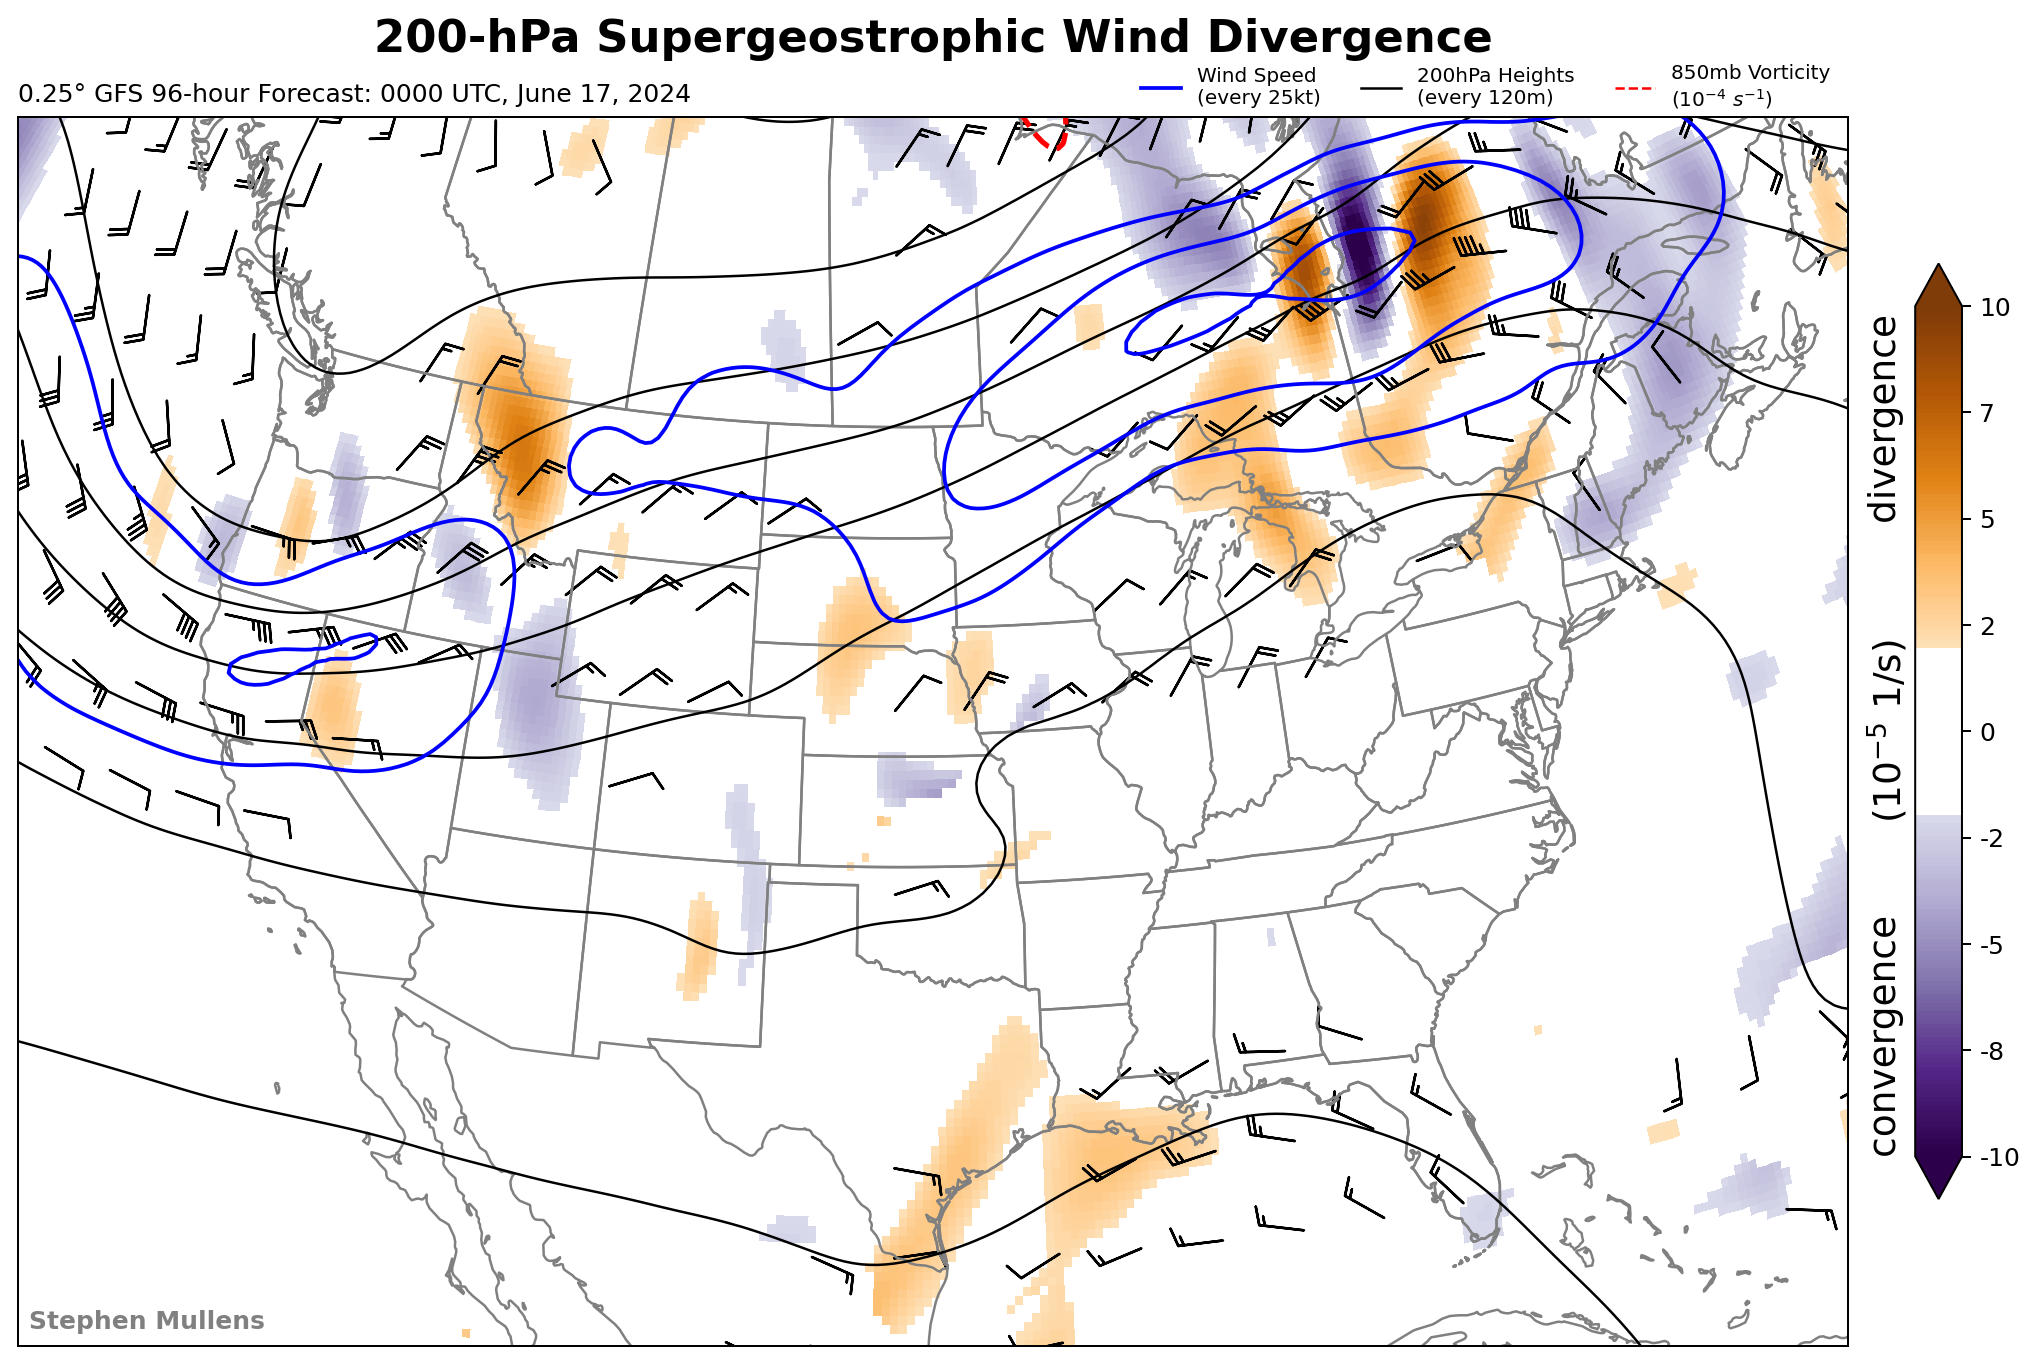 200-hPa Supergeostrophic Wind Divergence
0.25° GFS 96-hour Forecast: 0000 UTC, June 17, 2024
Wind Speed
(every 25kt)
200hPa Heights
(every 120m)
850mb Vorticity
(10⁻⁴ s⁻¹)
10
7
5
2
0
-2
-5
-8
-10
convergence (10⁻⁵ 1/s) divergence
Stephen Mullens